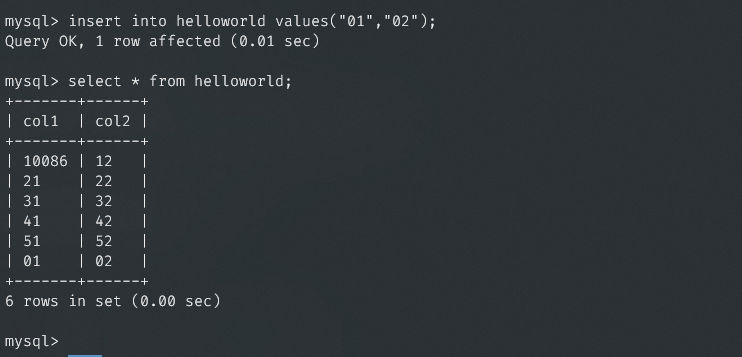 mysql> insert into helloworld values("01","02");
Query OK, 1 row affected (0.01 sec)
mysql> select * from helloworld;
+-------+------+
| col1  | col2 |
+-------+------+
| 10086 | 12   |
| 21    | 22   |
| 31    | 32   |
| 41    | 42   |
| 51    | 52   |
| 01    | 02   |
+-------+------+
6 rows in set (0.00 sec)
mysql>